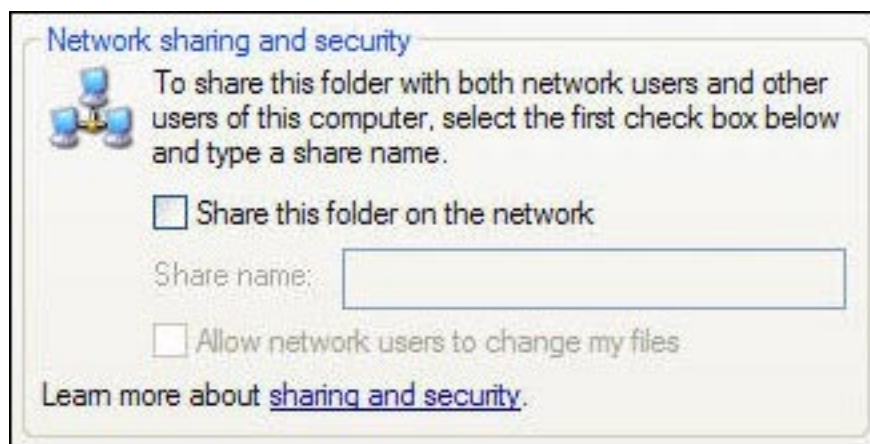 Network sharing and security
To share this folder with both network users and other
users of this computer, select the first check box below
and type a share name.
Share this folder on the network
Share name:
Allow network users to change my files
Learn more about sharing and security.